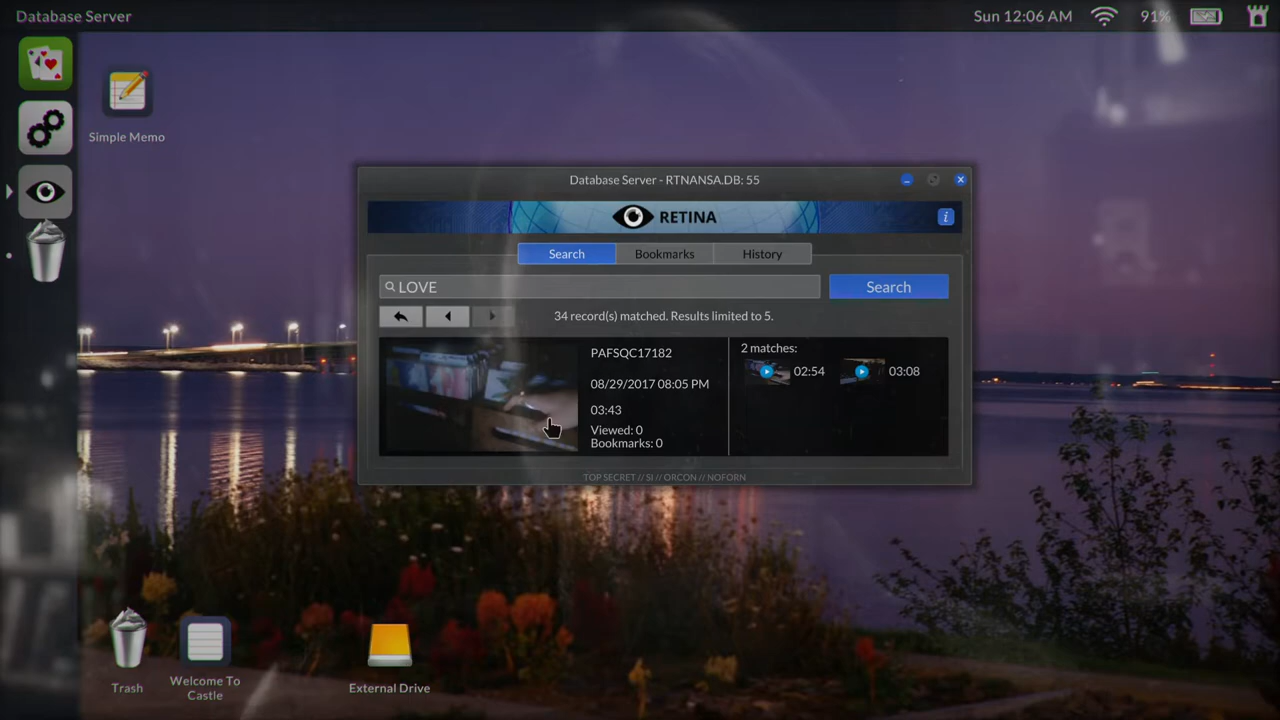 Database Server
Sun 12:06 AM
91%
Simple Memo
Database Server - RTNANSA.DB: 55
RETINA
i
Search
Bookmarks
History
LOVE
Search
34 record(s) matched. Results limited to 5.
PAFSQC17182
08/29/2017 08:05 PM
03:43
Viewed: 0
Bookmarks: 0
2 matches:
02:54
03:08
TOP SECRET // SI // ORCON // NOFORN
Trash
Welcome To
Castle
External Drive